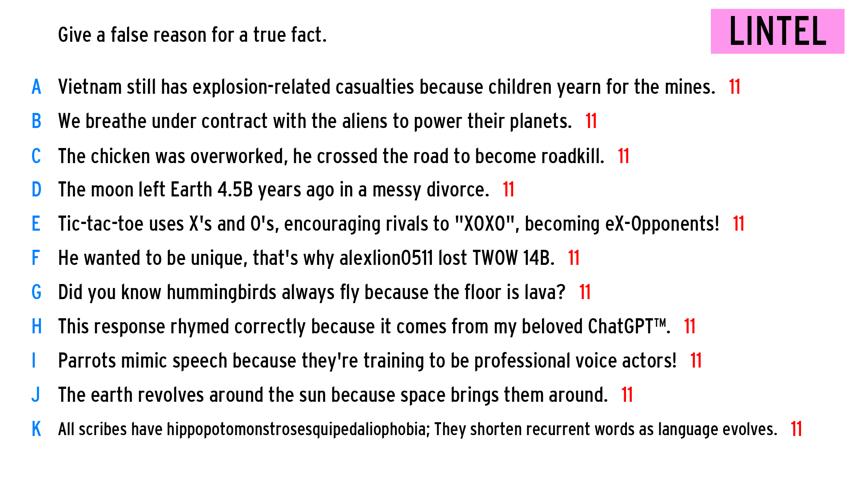 Give a false reason for a true fact.
LINTEL
A Vietnam still has explosion-related casualties because children yearn for the mines. 11
B We breathe under contract with the aliens to power their planets. 11
C The chicken was overworked, he crossed the road to become roadkill. 11
D The moon left Earth 4.5B years ago in a messy divorce. 11
E Tic-tac-toe uses X's and O's, encouraging rivals to "XOXO", becoming eX-Opponents! 11
F He wanted to be unique, that's why alexlion0511 lost TWOW 14B. 11
G Did you know hummingbirds always fly because the floor is lava? 11
H This response rhymed correctly because it comes from my beloved ChatGPT™. 11
I Parrots mimic speech because they're training to be professional voice actors! 11
J The earth revolves around the sun because space brings them around. 11
K All scribes have hippopotomonstrosesquipedaliophobia; They shorten recurrent words as language evolves. 11